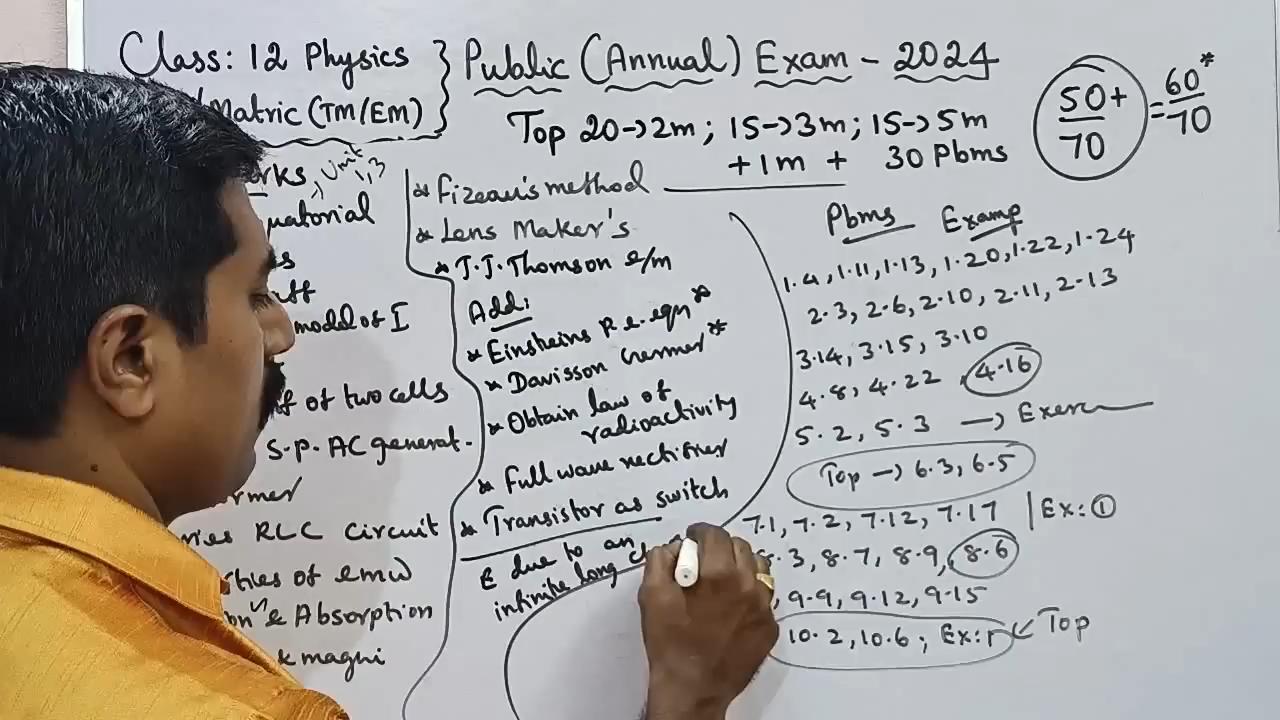 Class: 12 Physics
/Matric (TM/EM)
Public (Annual) Exam - 2024
Top 20→2m; 15→3m; 15→5m
+1m + 30 Pbms
50+/70 = 60*/70
rks → Unit 1,3
uatorial
s
ff
model of I
of two cells
S.P. AC generat.
rmer
ries RLC circuit
ties of emw
on & Absorption
k magni
* Fizeau's method
* Lens Maker's
* J.J. Thomson e/m
Add:
* Einsteins P.e. eqn*
* Davisson Germer*
* Obtain law of
radioactivity
* Full wave rectifier
* Transistor as switch
E due to an
infinite long c
Pbms Examp
1.4, 1.11, 1.13, 1.20, 1.22, 1.24
2.3, 2.6, 2.10, 2.11, 2.13
3.14, 3.15, 3.10
4.8, 4.22, 4.16
5.2, 5.3 → Exerc
Top → 6.3, 6.5
7.1, 7.2, 7.12, 7.17 | Ex: 1
.3, 8.7, 8.9, 8.6
, 9.9, 9.12, 9.15
10.2, 10.6; Ex:1 ← Top